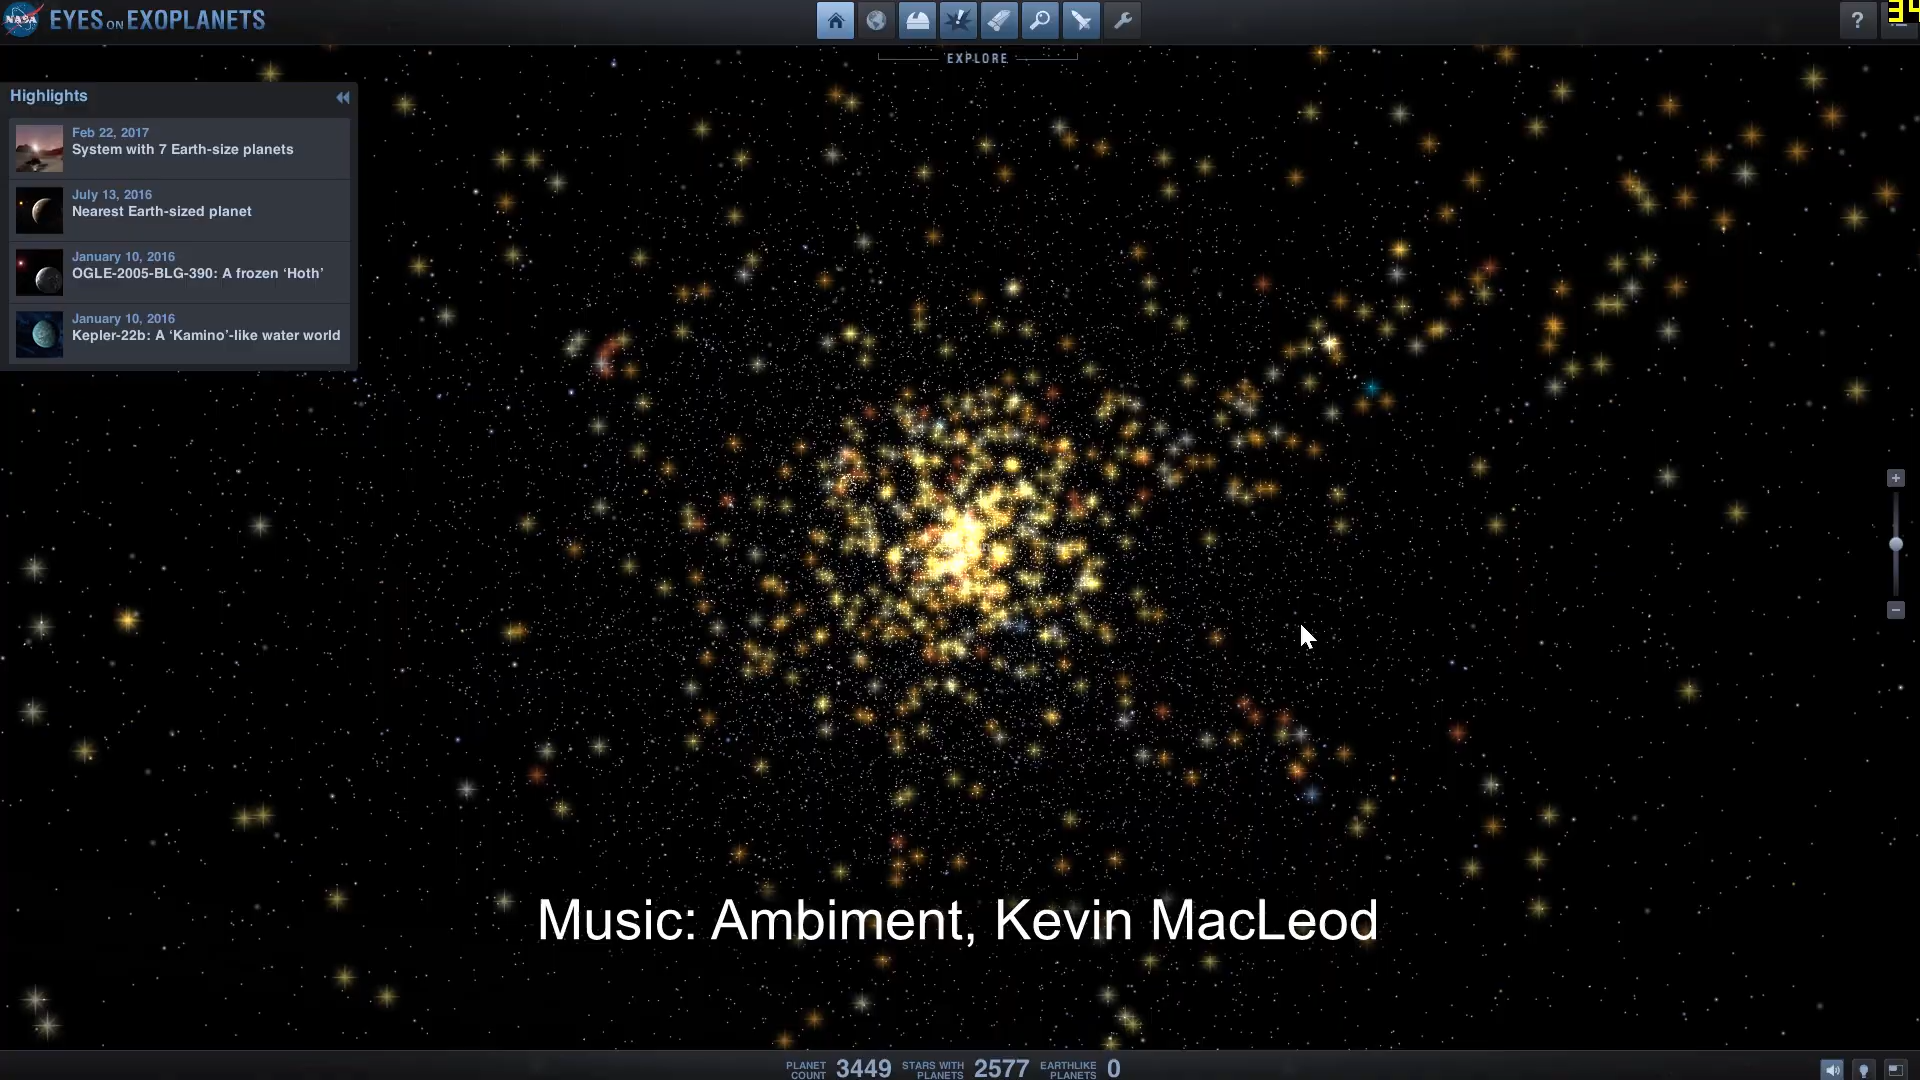 NASA
EYES ON EXOPLANETS
?
EXPLORE
Highlights
Feb 22, 2017
System with 7 Earth-size planets
July 13, 2016
Nearest Earth-sized planet
January 10, 2016
OGLE-2005-BLG-390: A frozen ‘Hoth’
January 10, 2016
Kepler-22b: A ‘Kamino’-like water world
Music: Ambiment, Kevin MacLeod
PLANET COUNT 3449 STARS WITH PLANETS 2577 EARTHLIKE PLANETS 0